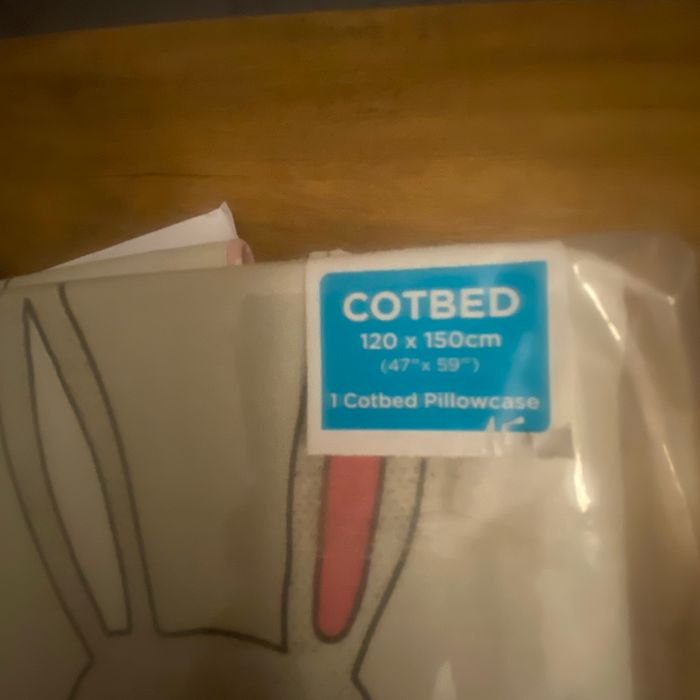 COTBED
120 x 150cm
(47"x 59")
1 Cotbed Pillowcase